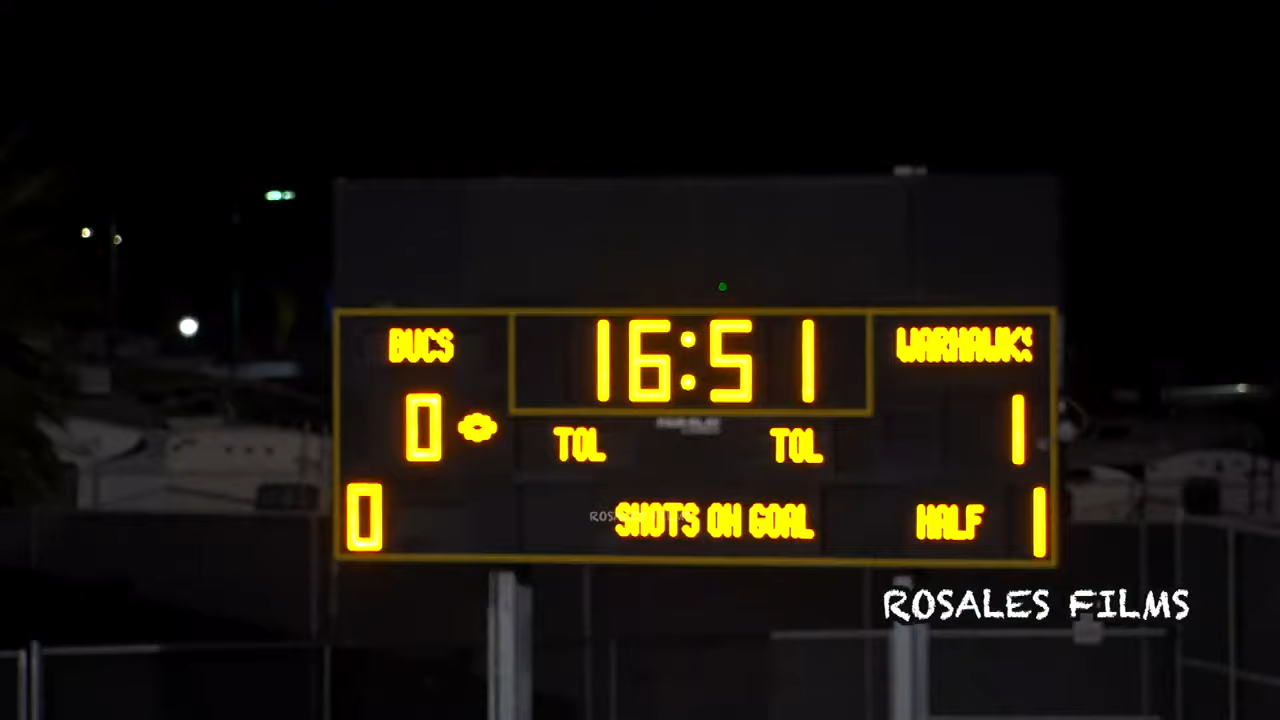 BUCS 16:51 WARHAWKS
0 1
TOL TOL
0 SHOTS ON GOAL HALF 1
ROSALES FILMS